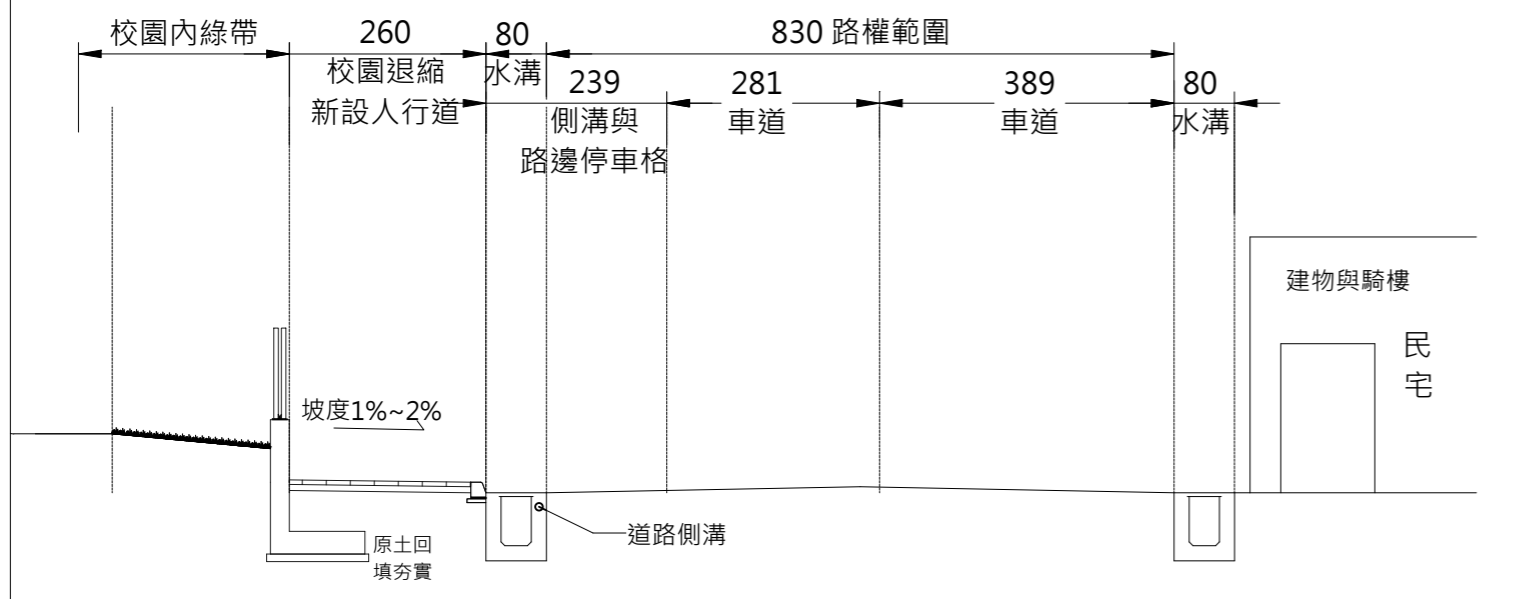 校園內綠帶
260
校園退縮
新設人行道
80
水溝
830 路權範圍
239
側溝與
路邊停車格
281
車道
389
車道
80
水溝
建物與騎樓
民
宅
坡度1%~2%
原土回
填夯實
道路側溝